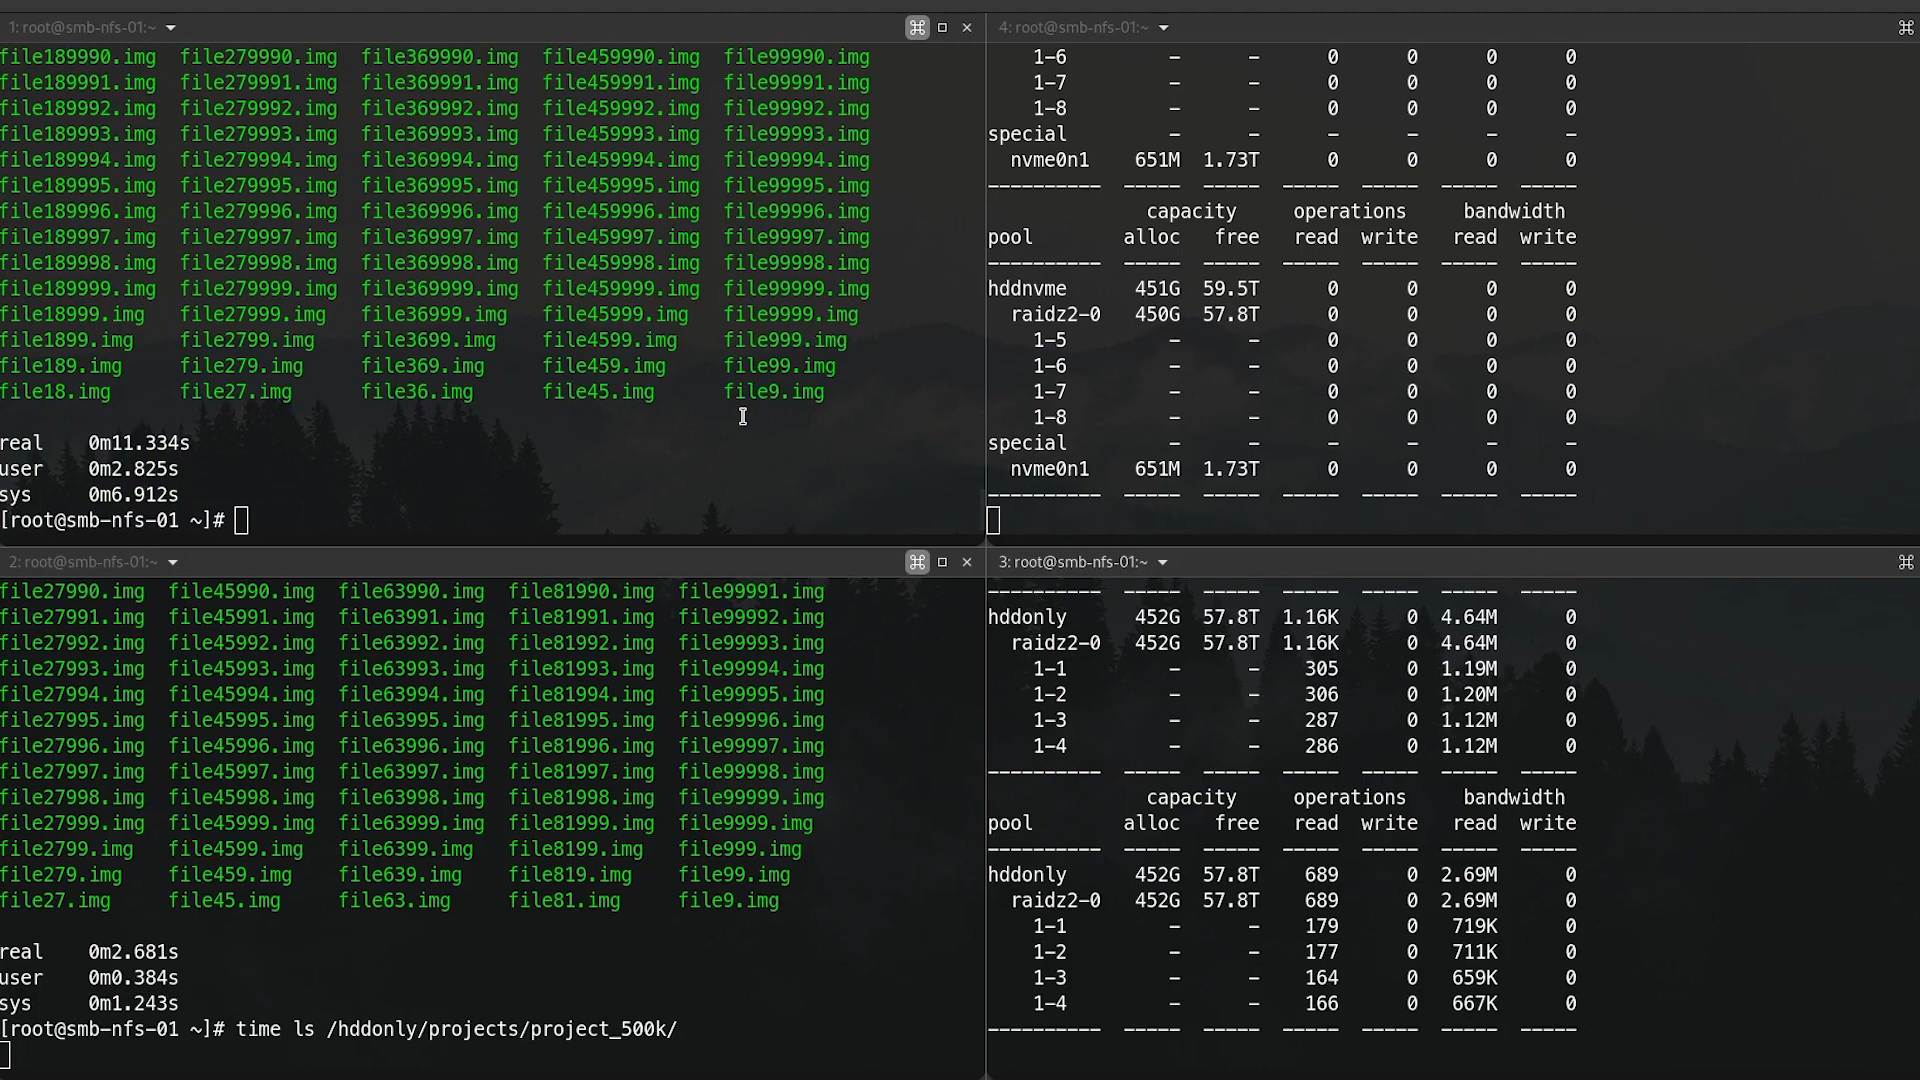 1: root@smb-nfs-01:~
file189990.img file279990.img file369990.img file459990.img file99990.img
file189991.img file279991.img file369991.img file459991.img file99991.img
file189992.img file279992.img file369992.img file459992.img file99992.img
file189993.img file279993.img file369993.img file459993.img file99993.img
file189994.img file279994.img file369994.img file459994.img file99994.img
file189995.img file279995.img file369995.img file459995.img file99995.img
file189996.img file279996.img file369996.img file459996.img file99996.img
file189997.img file279997.img file369997.img file459997.img file99997.img
file189998.img file279998.img file369998.img file459998.img file99998.img
file189999.img file279999.img file369999.img file459999.img file99999.img
file18999.img file27999.img file36999.img file45999.img file9999.img
file1899.img file2799.img file3699.img file4599.img file999.img
file189.img file279.img file369.img file459.img file99.img
file18.img file27.img file36.img file45.img file9.img
real 0m11.334s
user 0m2.825s
sys 0m6.912s
[root@smb-nfs-01 ~]#
4: root@smb-nfs-01:~
1-6 - - 0 0 0 0
1-7 - - 0 0 0 0
1-8 - - 0 0 0 0
special - - - - - -
nvme0n1 651M 1.73T 0 0 0 0
---------- ----- ----- ----- ----- ----- -----
capacity operations bandwidth
pool alloc free read write read write
---------- ----- ----- ----- ----- ----- -----
hddnvme 451G 59.5T 0 0 0 0
raidz2-0 450G 57.8T 0 0 0 0
1-5 - - 0 0 0 0
1-6 - - 0 0 0 0
1-7 - - 0 0 0 0
1-8 - - 0 0 0 0
special - - - - - -
nvme0n1 651M 1.73T 0 0 0 0
---------- ----- ----- ----- ----- ----- -----
2: root@smb-nfs-01:~
file27990.img file45990.img file63990.img file81990.img file99991.img
file27991.img file45991.img file63991.img file81991.img file99992.img
file27992.img file45992.img file63992.img file81992.img file99993.img
file27993.img file45993.img file63993.img file81993.img file99994.img
file27994.img file45994.img file63994.img file81994.img file99995.img
file27995.img file45995.img file63995.img file81995.img file99996.img
file27996.img file45996.img file63996.img file81996.img file99997.img
file27997.img file45997.img file63997.img file81997.img file99998.img
file27998.img file45998.img file63998.img file81998.img file99999.img
file27999.img file45999.img file63999.img file81999.img file9999.img
file2799.img file4599.img file6399.img file8199.img file999.img
file279.img file459.img file639.img file819.img file99.img
file27.img file45.img file63.img file81.img file9.img
real 0m2.681s
user 0m0.384s
sys 0m1.243s
[root@smb-nfs-01 ~]# time ls /hddonly/projects/project_500k/
3: root@smb-nfs-01:~
---------- ----- ----- ----- ----- ----- -----
hddonly 452G 57.8T 1.16K 0 4.64M 0
raidz2-0 452G 57.8T 1.16K 0 4.64M 0
1-1 - - 305 0 1.19M 0
1-2 - - 306 0 1.20M 0
1-3 - - 287 0 1.12M 0
1-4 - - 286 0 1.12M 0
---------- ----- ----- ----- ----- ----- -----
capacity operations bandwidth
pool alloc free read write read write
---------- ----- ----- ----- ----- ----- -----
hddonly 452G 57.8T 689 0 2.69M 0
raidz2-0 452G 57.8T 689 0 2.69M 0
1-1 - - 179 0 719K 0
1-2 - - 177 0 711K 0
1-3 - - 164 0 659K 0
1-4 - - 166 0 667K 0
---------- ----- ----- ----- ----- ----- -----